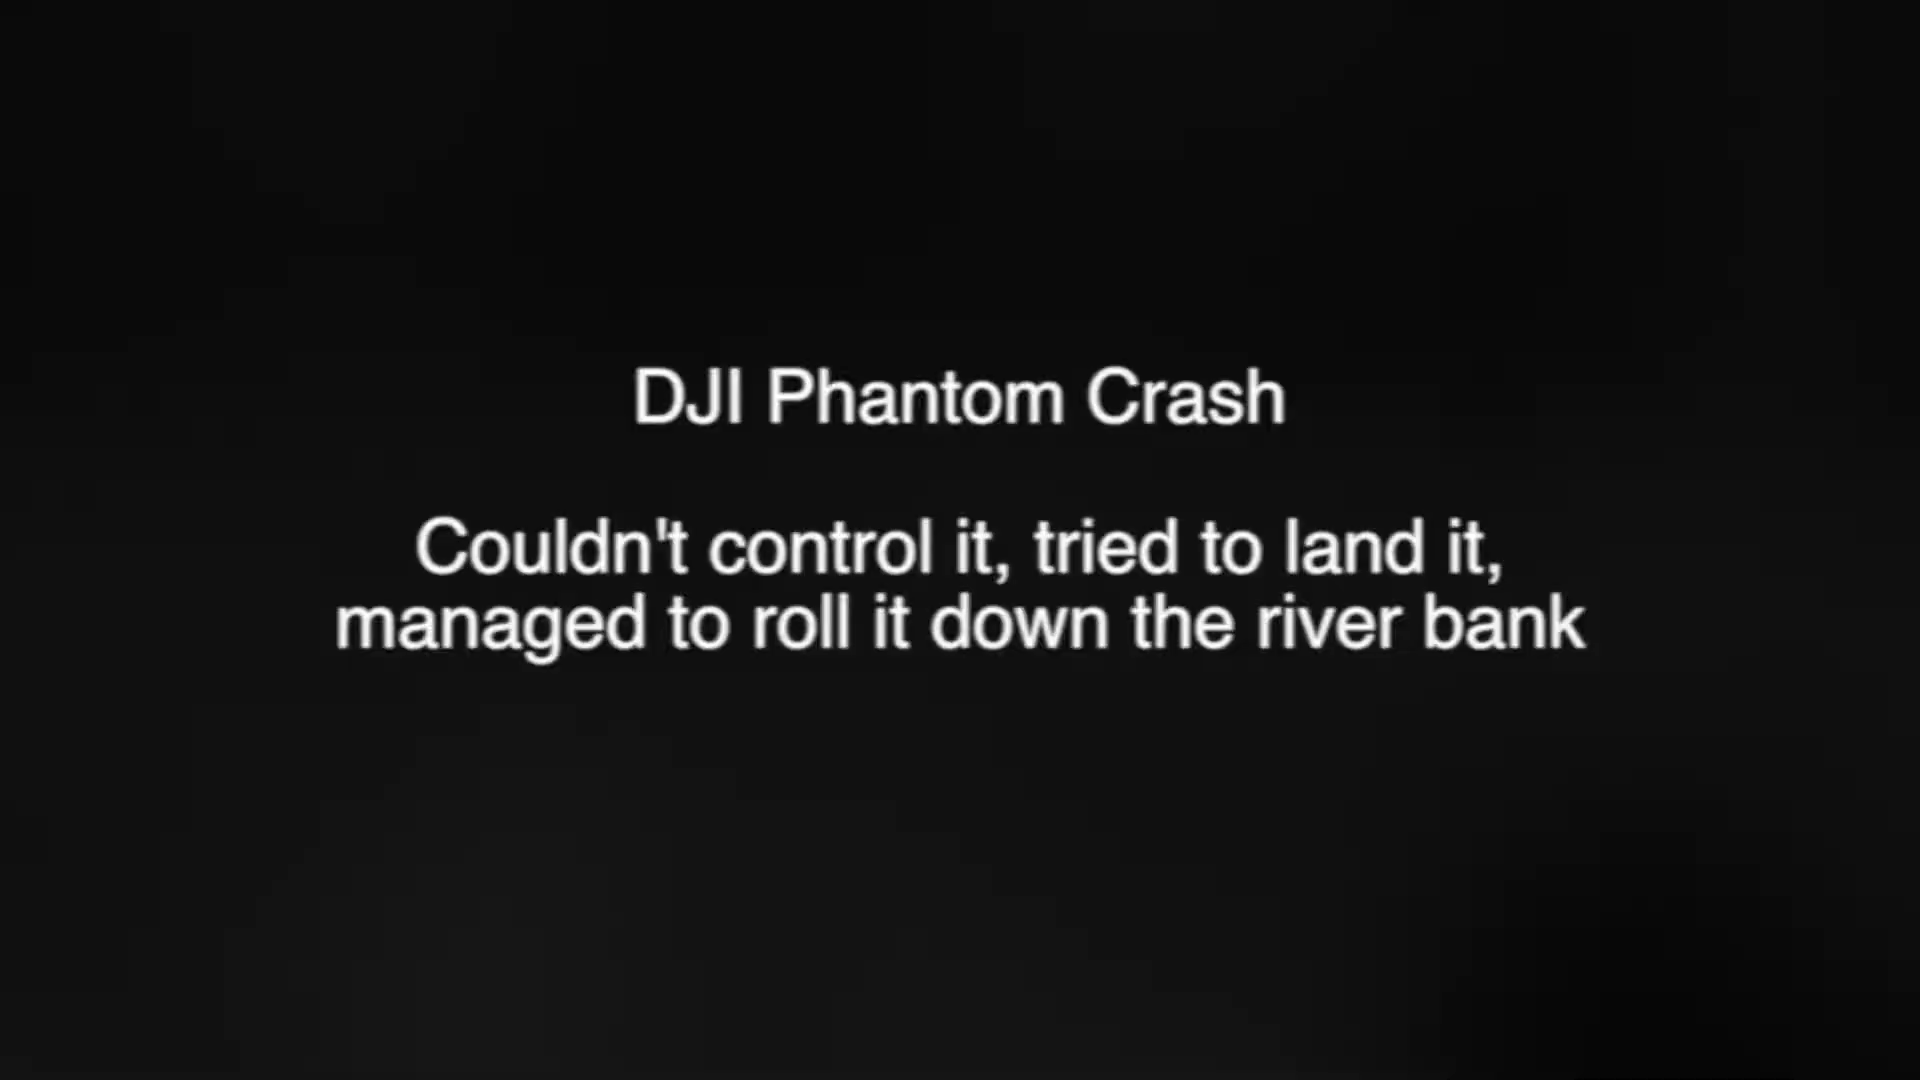 DJI Phantom Crash
Couldn't control it, tried to land it,
managed to roll it down the river bank